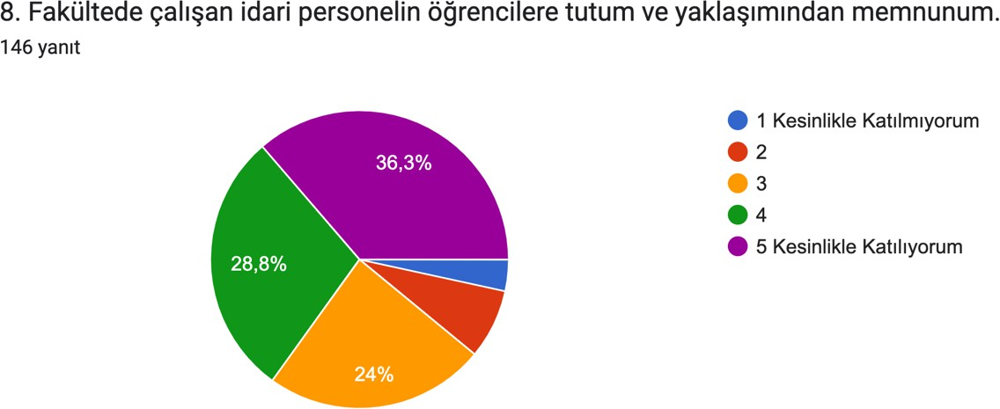 8. Fakültede çalışan idari personelin öğrencilere tutum ve yaklaşımından memnunum.
146 yanıt
36,3%
28,8%
24%
1 Kesinlikle Katılmıyorum
2
3
4
5 Kesinlikle Katılıyorum